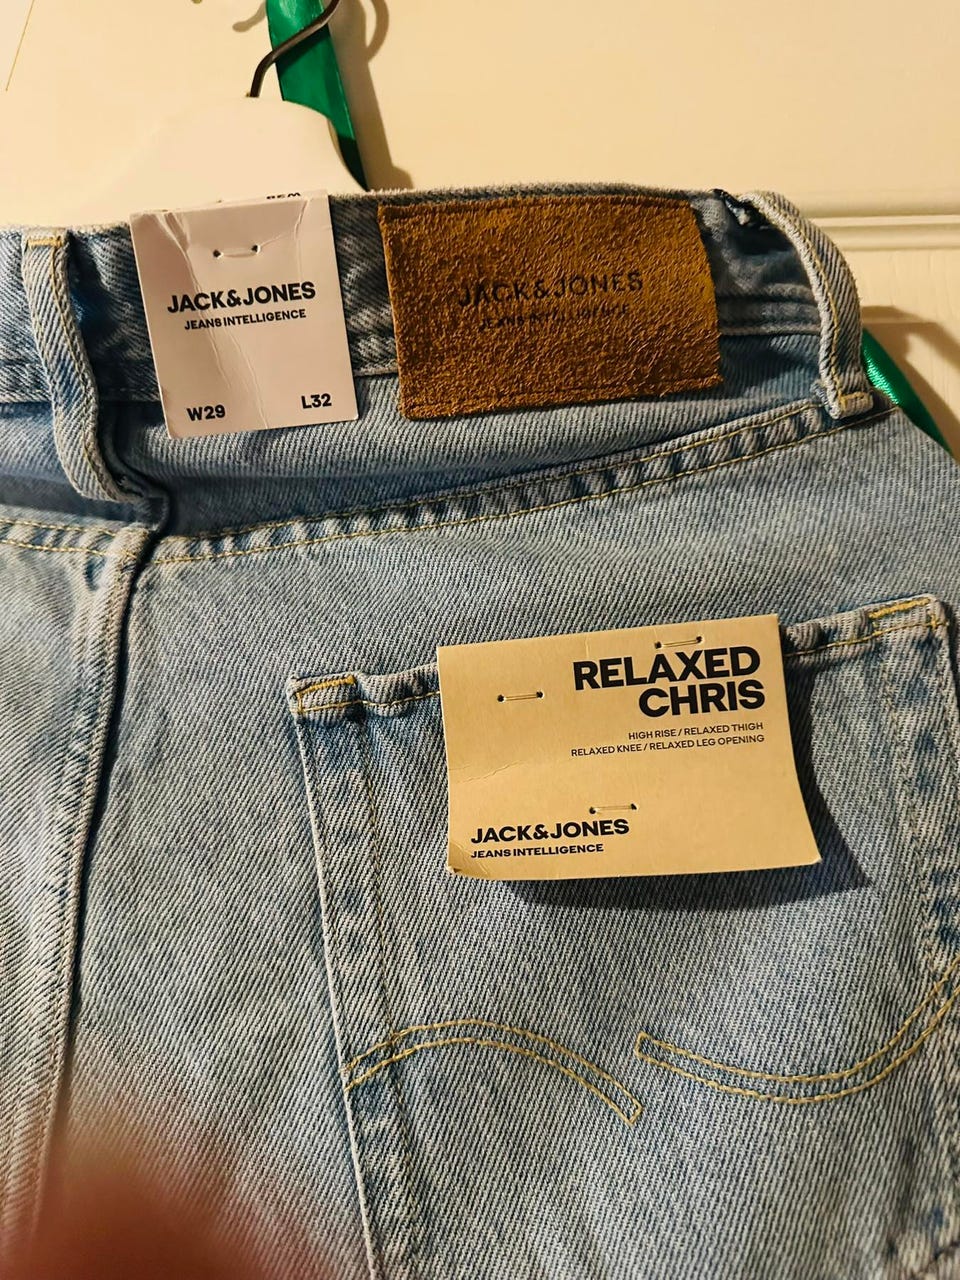 JACK&JONES
JEANS INTELLIGENCE
W29 L32
JACK&JONES
JEANS INTELLIGENCE
RELAXED
CHRIS
HIGH RISE / RELAXED THIGH
RELAXED KNEE / RELAXED LEG OPENING
JACK&JONES
JEANS INTELLIGENCE